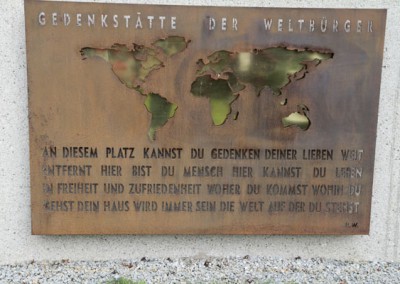 GEDENKSTÄTTE DER WELTBÜRGER
AN DIESEM PLATZ KANNST DU GEDENKEN DEINER LIEBEN WEIT
ENTFERNT HIER BIST DU MENSCH HIER KANNST DU LEBEN
IN FREIHEIT UND ZUFRIEDENHEIT WOHER DU KOMMST WOHIN DU
GEHST DEIN HAUS WIRD IMMER SEIN DIE WELT AUF DER DU STEHST